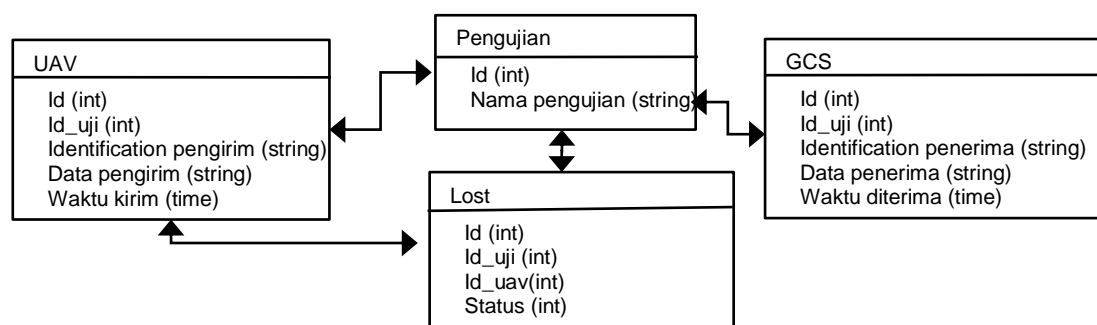 UAV
Id (int)
Id_uji (int)
Identification pengirim (string)
Data pengirim (string)
Waktu kirim (time)
Pengujian
Id (int)
Nama pengujian (string)
GCS
Id (int)
Id_uji (int)
Identification penerima (string)
Data penerima (string)
Waktu diterima (time)
Lost
Id (int)
Id_uji (int)
Id_uav(int)
Status (int)